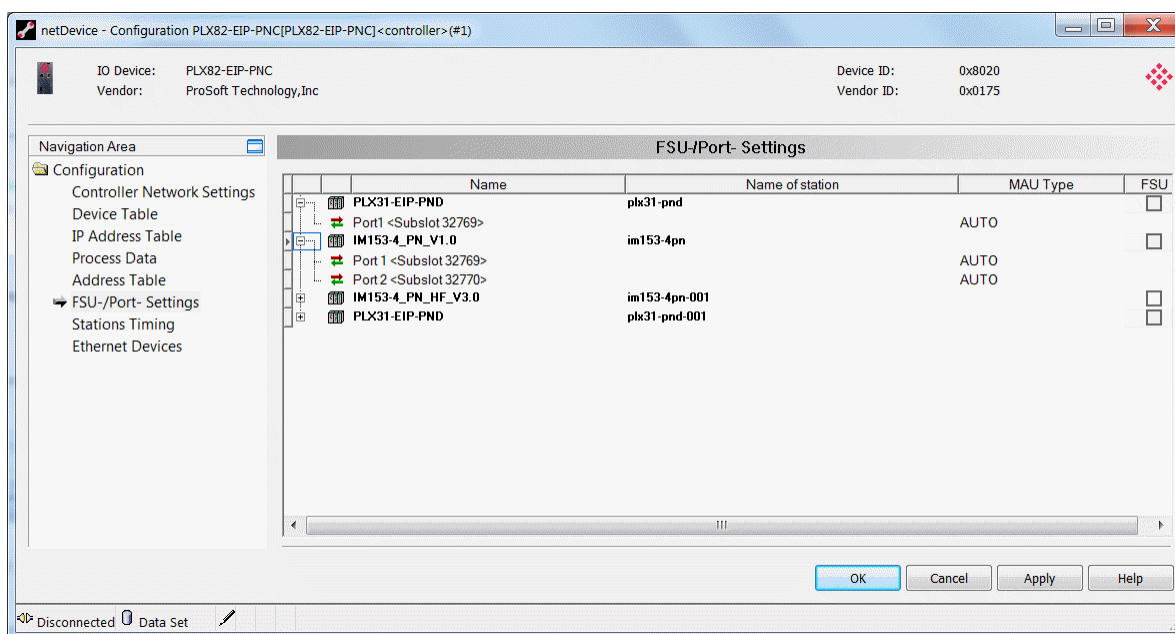 netDevice - Configuration PLX82-EIP-PNC[PLX82-EIP-PNC]<controller>(#1)
IO Device: PLX82-EIP-PNC Device ID: 0x8020
Vendor: ProSoft Technology,Inc Vendor ID: 0x0175
Navigation Area
Configuration
Controller Network Settings
Device Table
IP Address Table
Process Data
Address Table
FSU-/Port- Settings
Stations Timing
Ethernet Devices
FSU-/Port- Settings
Name Name of station MAU Type FSU
PLX31-EIP-PND plx31-pnd
Port1 <Subslot 32769> AUTO
IM153-4_PN_V1.0 im153-4pn
Port 1 <Subslot 32769> AUTO
Port 2 <Subslot 32770> AUTO
IM153-4_PN_HF_V3.0 im153-4pn-001
PLX31-EIP-PND plx31-pnd-001
OK Cancel Apply Help
Disconnected Data Set